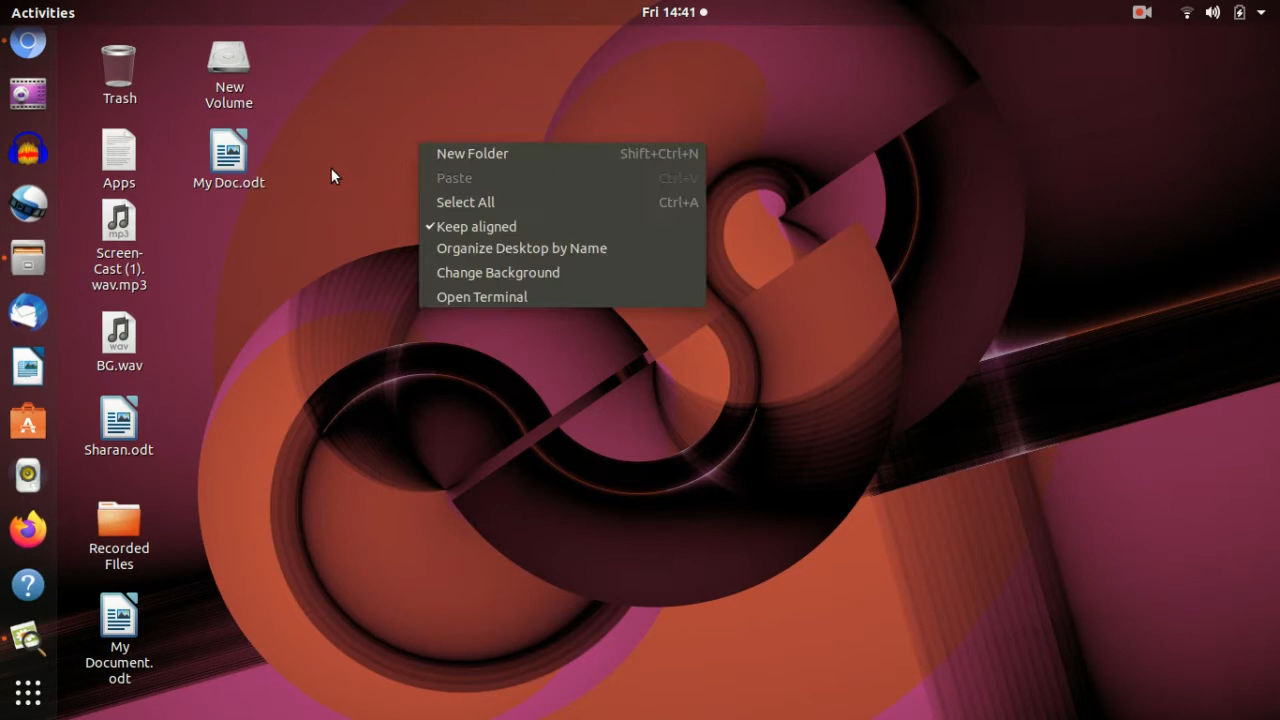 Activities
Fri 14:41
Trash
New
Volume
Apps
My Doc.odt
mp3
Screen-
Cast (1).
wav.mp3
wav
BG.wav
Sharan.odt
Recorded
FIles
My
Document.
odt
New Folder Shift+Ctrl+N
Paste Ctrl+V
Select All Ctrl+A
Keep aligned
Organize Desktop by Name
Change Background
Open Terminal